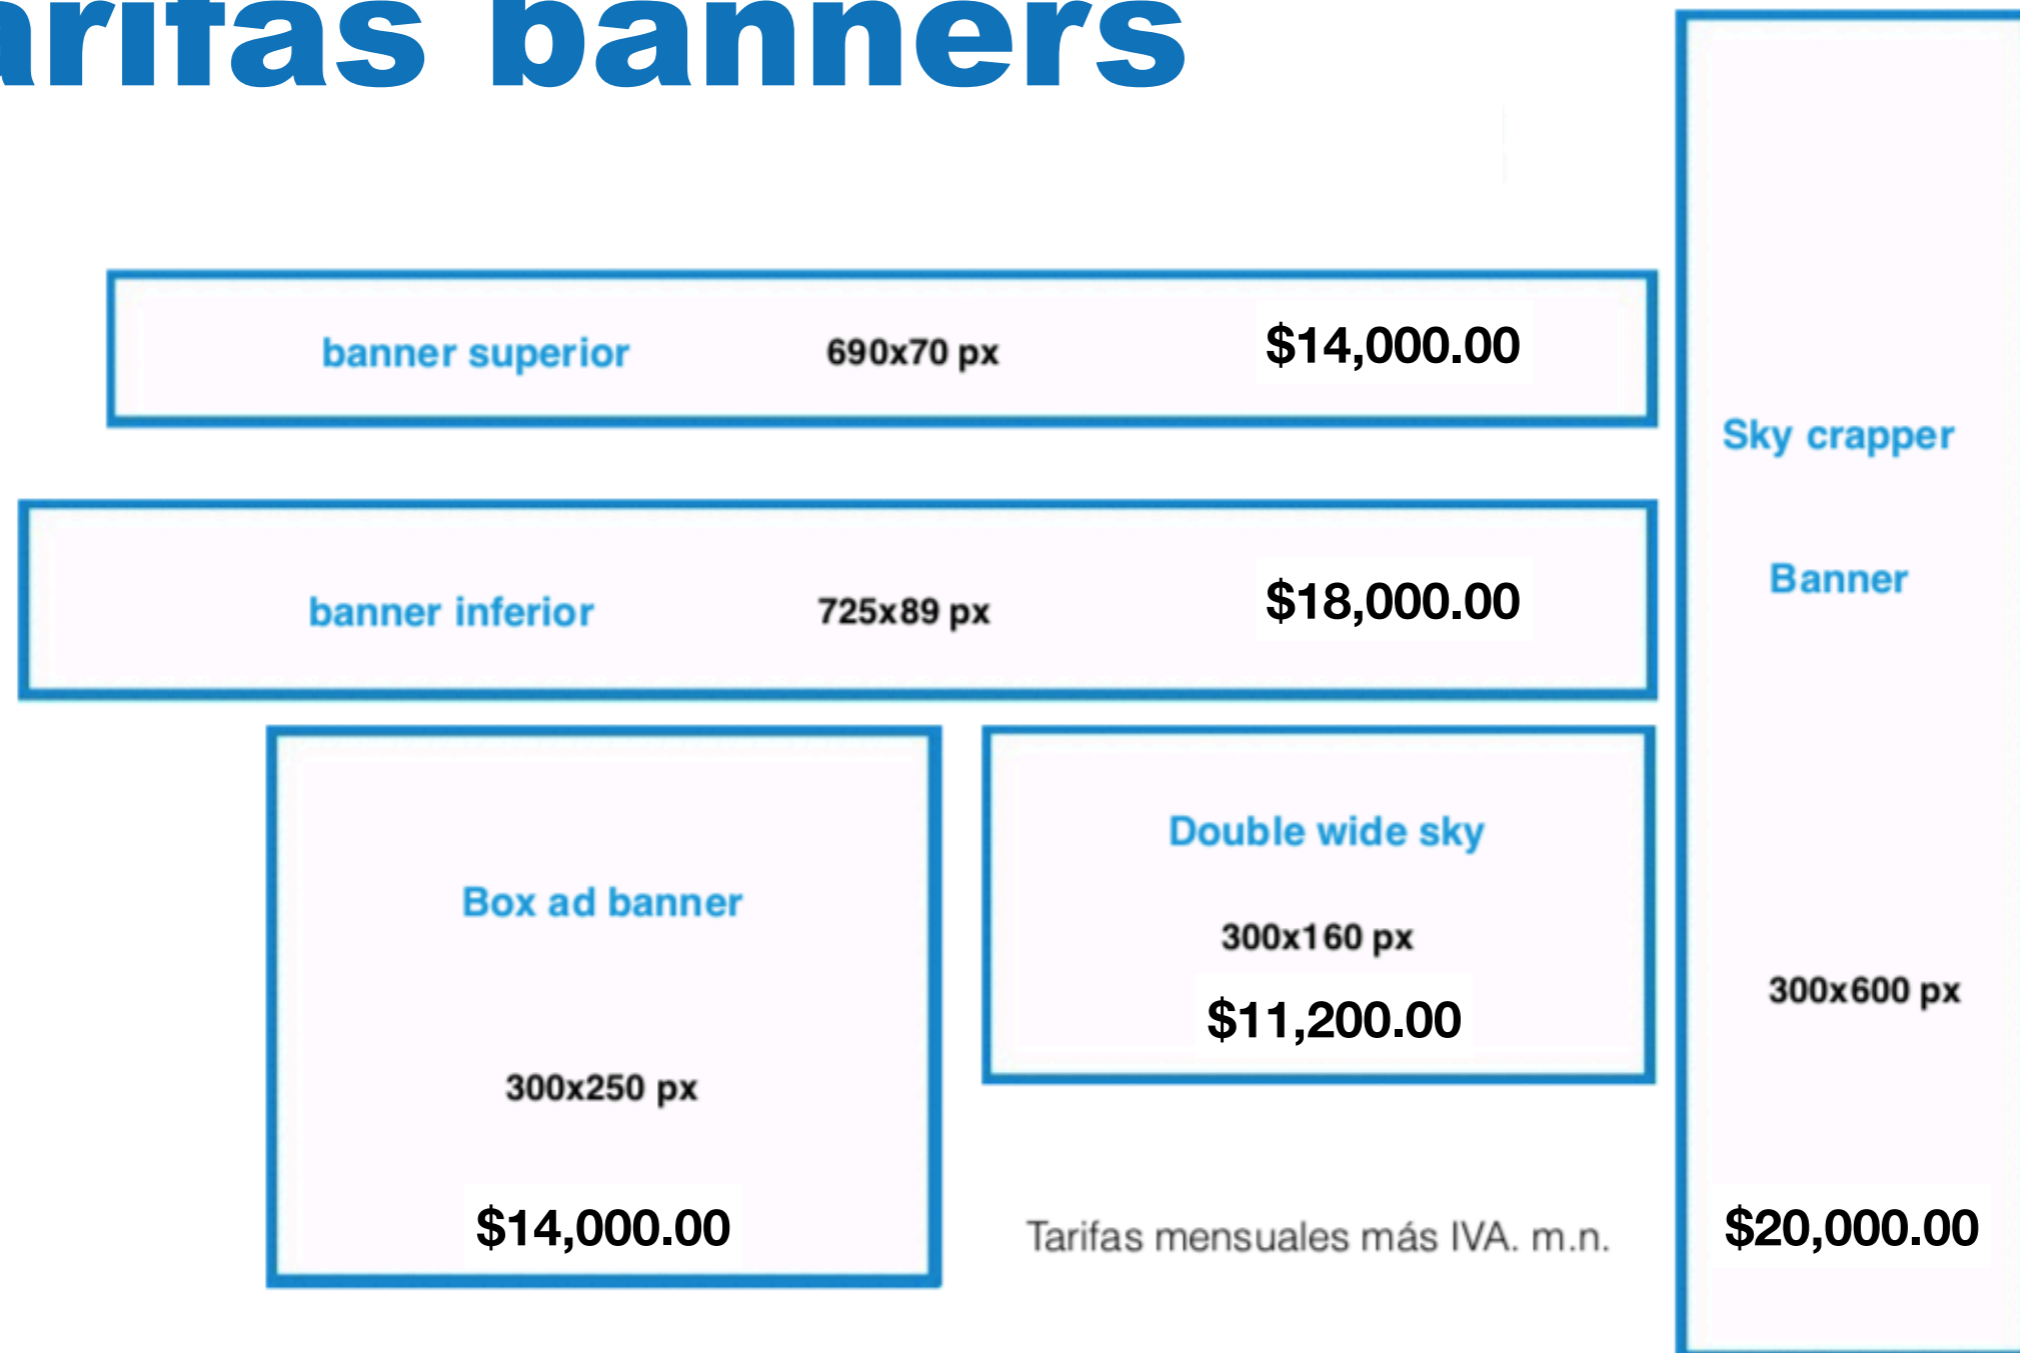 arifas banners
banner superior 690x70 px $14,000.00
banner inferior 725x89 px $18,000.00
Box ad banner
300x250 px
$14,000.00
Double wide sky
300x160 px
$11,200.00
Tarifas mensuales más IVA. m.n.
Sky crapper
Banner
300x600 px
$20,000.00